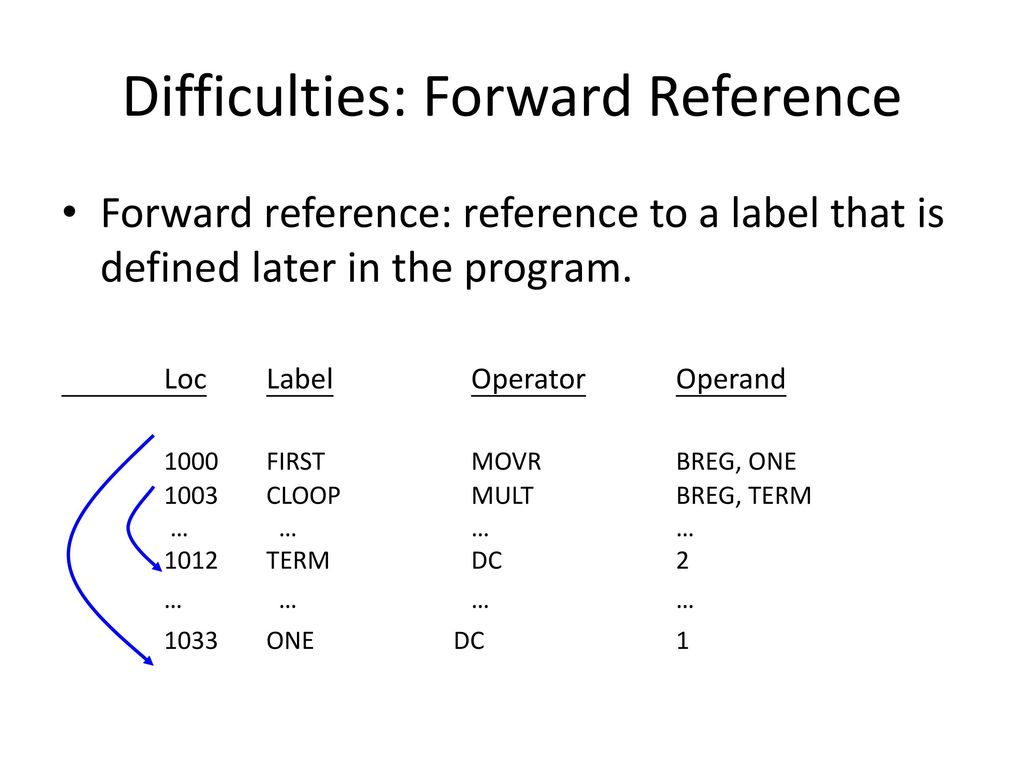 Difficulties: Forward Reference
• Forward reference: reference to a label that is
defined later in the program.
Loc Label Operator Operand
1000 FIRST MOVR BREG, ONE
1003 CLOOP MULT BREG, TERM
… … … …
1012 TERM DC 2
… … … …
1033 ONE DC 1